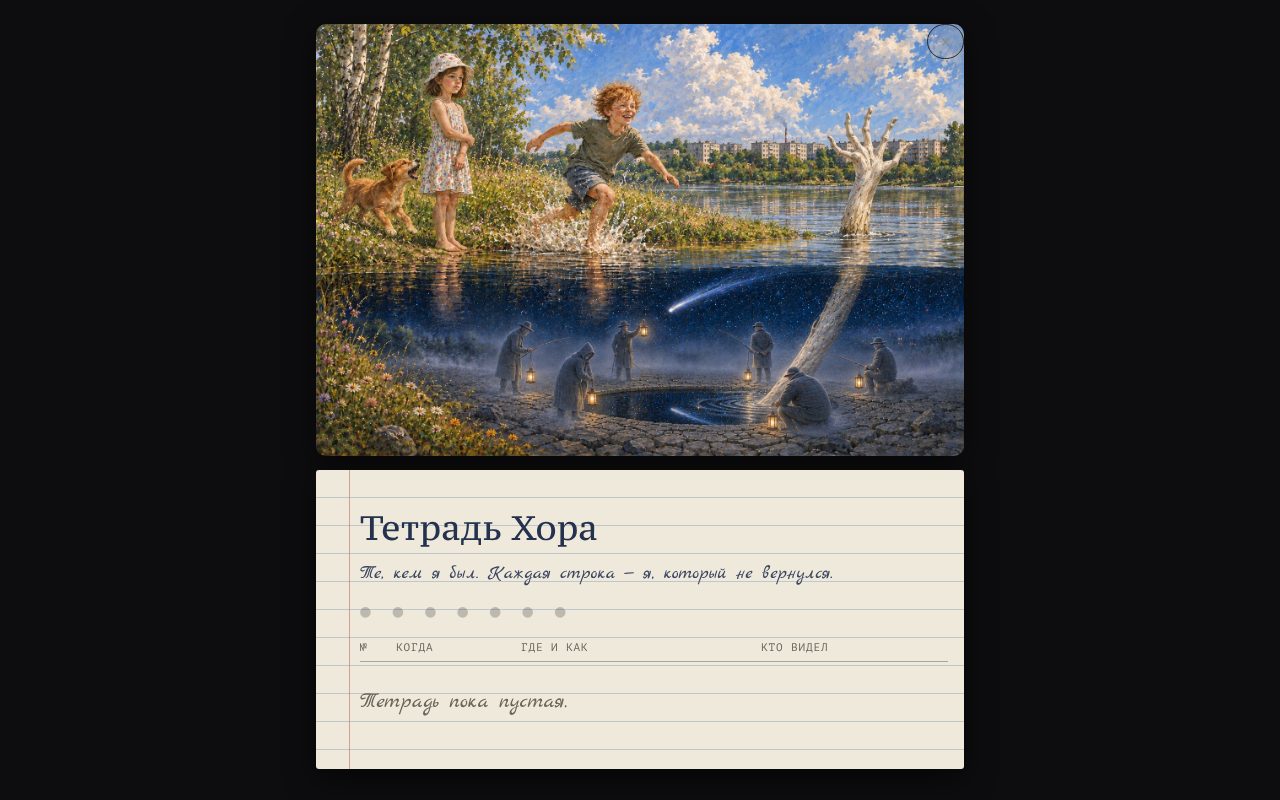 Тетрадь Хора
Те, кем я был. Каждая строка — я, который не вернулся.
№ КОГДА ГДЕ И КАК КТО ВИДЕЛ
Тетрадь пока пустая.